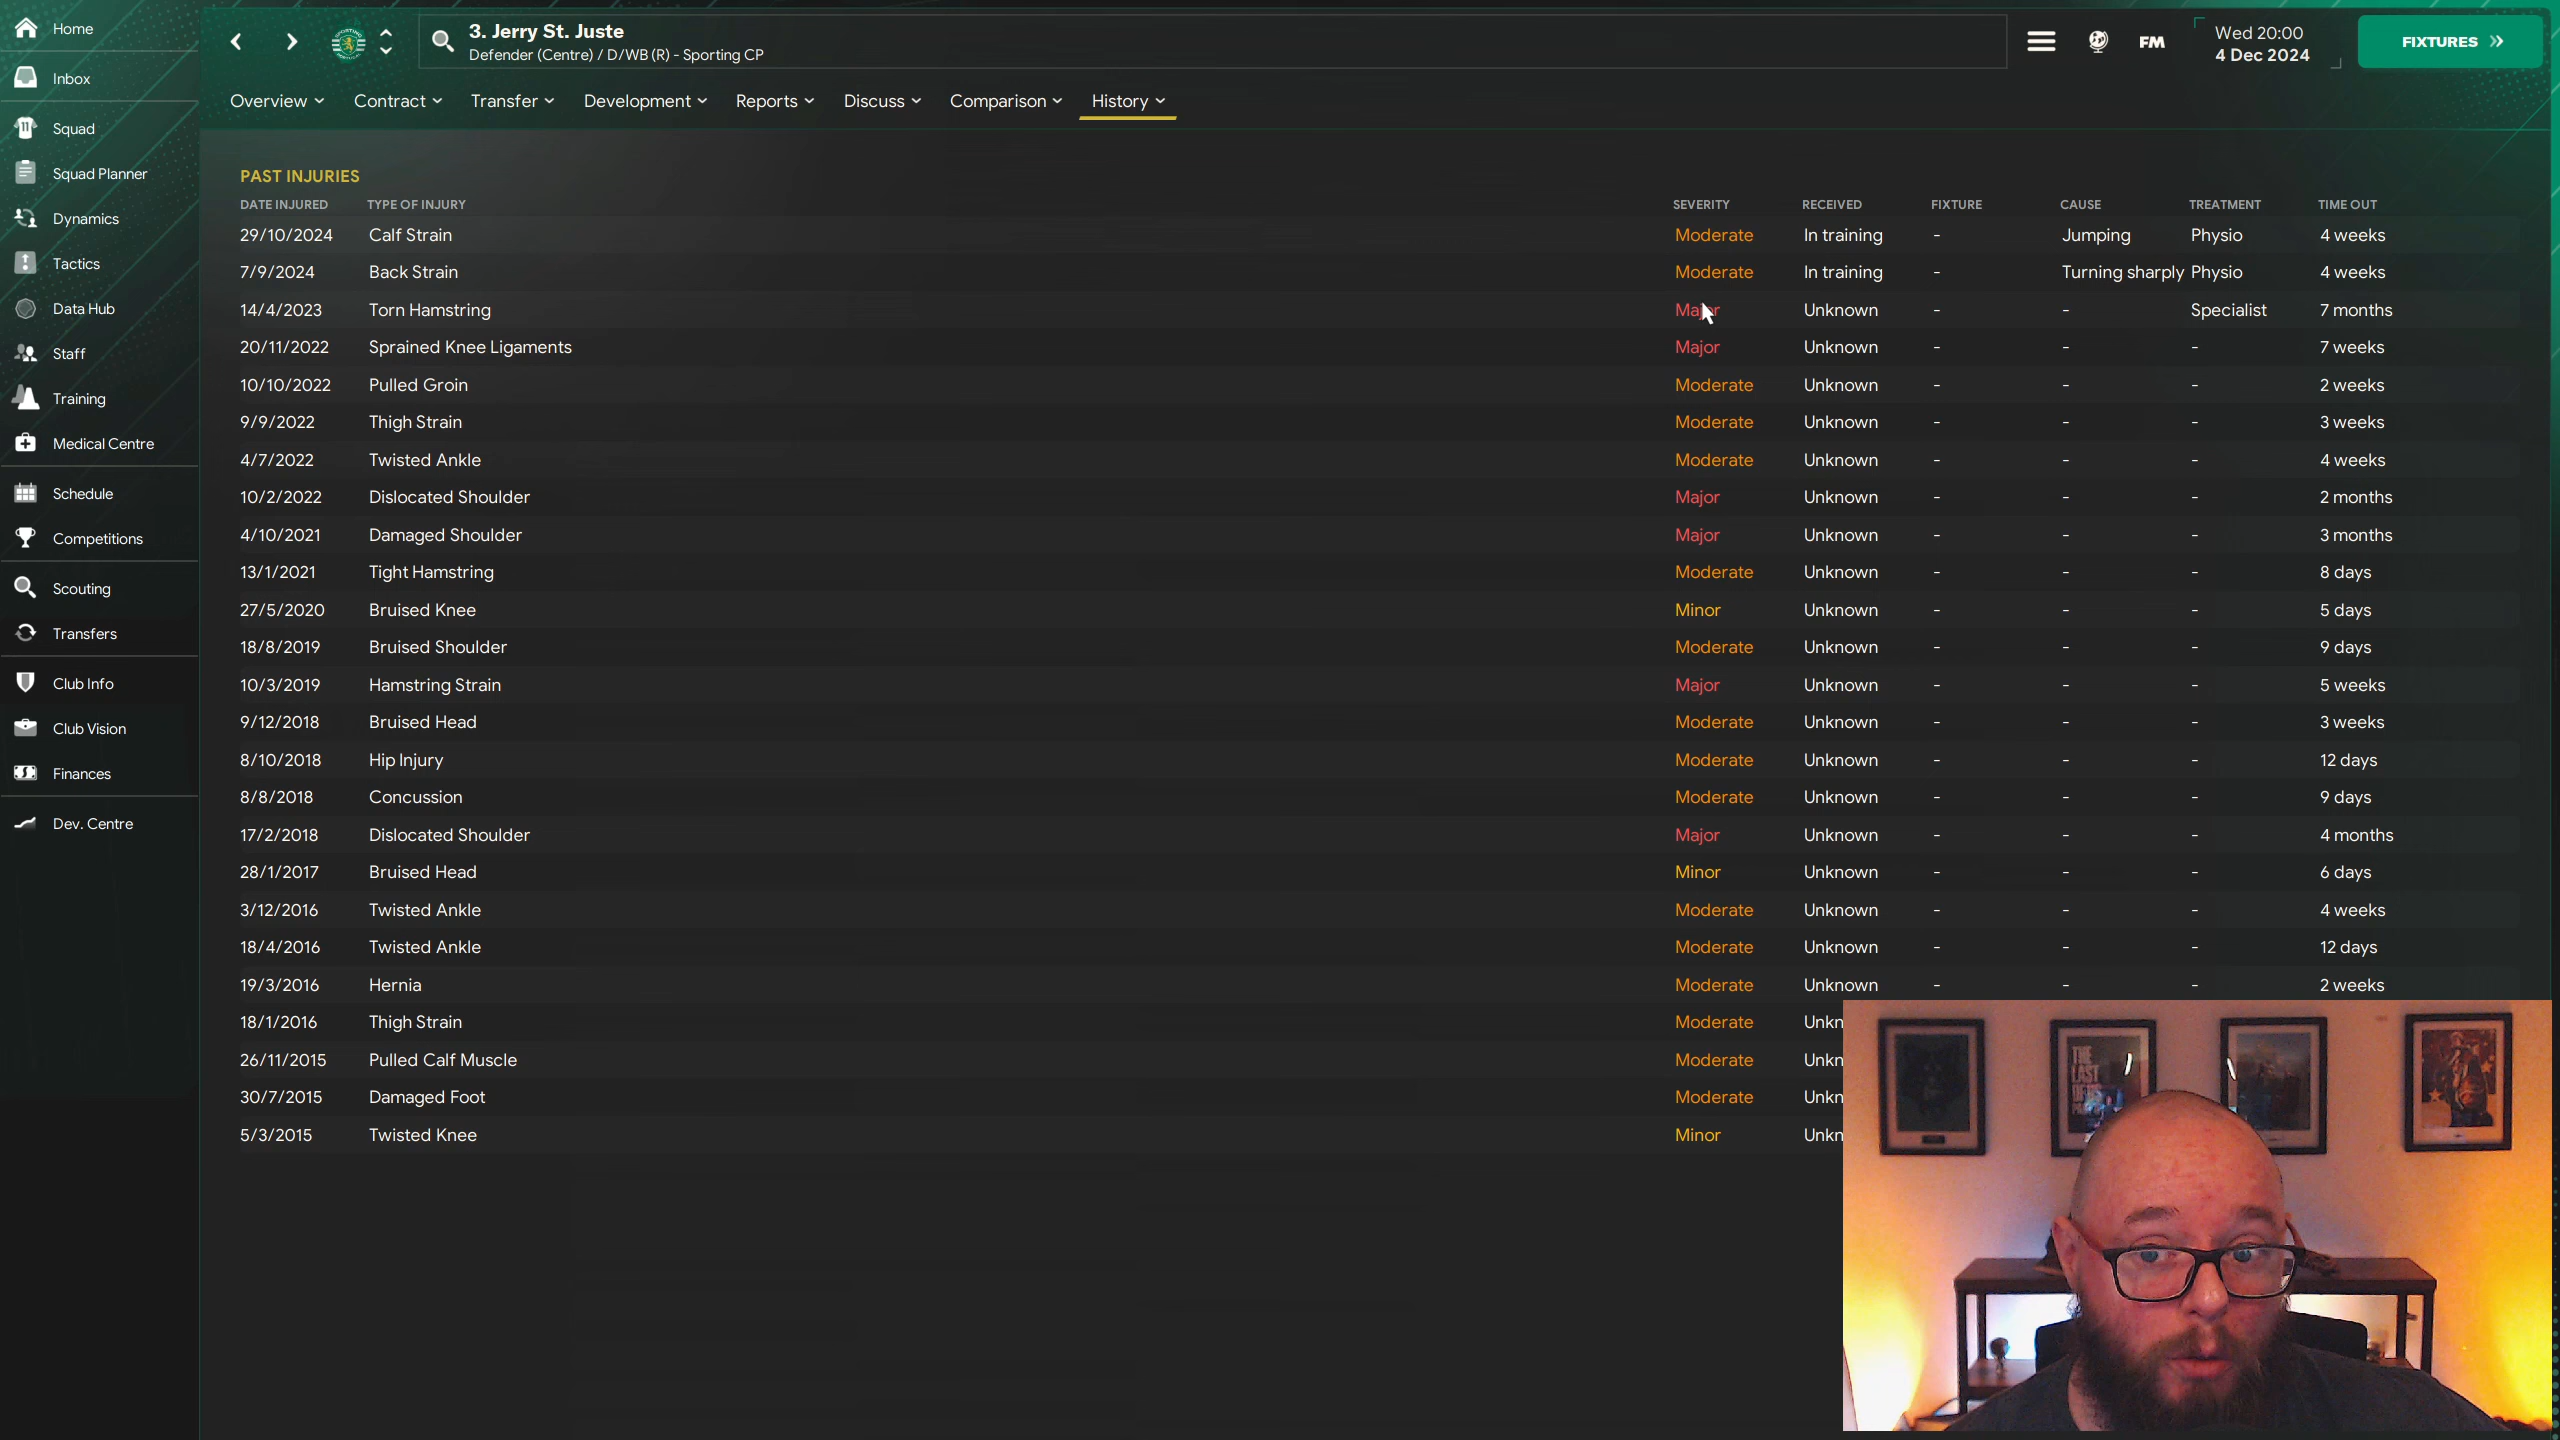 Home
Inbox
Squad
Squad Planner
Dynamics
Tactics
Data Hub
Staff
Training
Medical Centre
Schedule
Competitions
Scouting
Transfers
Club Info
Club Vision
Finances
Dev. Centre
3. Jerry St. Juste
Defender (Centre) / D/WB (R) - Sporting CP
FM
Wed 20:00
4 Dec 2024
FIXTURES
Overview Contract Transfer Development Reports Discuss Comparison History
PAST INJURIES
DATE INJURED TYPE OF INJURY SEVERITY RECEIVED FIXTURE CAUSE TREATMENT TIME OUT
29/10/2024 Calf Strain Moderate In training - Jumping Physio 4 weeks
7/9/2024 Back Strain Moderate In training - Turning sharply Physio 4 weeks
14/4/2023 Torn Hamstring Major Unknown - - Specialist 7 months
20/11/2022 Sprained Knee Ligaments Major Unknown - - - 7 weeks
10/10/2022 Pulled Groin Moderate Unknown - - - 2 weeks
9/9/2022 Thigh Strain Moderate Unknown - - - 3 weeks
4/7/2022 Twisted Ankle Moderate Unknown - - - 4 weeks
10/2/2022 Dislocated Shoulder Major Unknown - - - 2 months
4/10/2021 Damaged Shoulder Major Unknown - - - 3 months
13/1/2021 Tight Hamstring Moderate Unknown - - - 8 days
27/5/2020 Bruised Knee Minor Unknown - - - 5 days
18/8/2019 Bruised Shoulder Moderate Unknown - - - 9 days
10/3/2019 Hamstring Strain Major Unknown - - - 5 weeks
9/12/2018 Bruised Head Moderate Unknown - - - 3 weeks
8/10/2018 Hip Injury Moderate Unknown - - - 12 days
8/8/2018 Concussion Moderate Unknown - - - 9 days
17/2/2018 Dislocated Shoulder Major Unknown - - - 4 months
28/1/2017 Bruised Head Minor Unknown - - - 6 days
3/12/2016 Twisted Ankle Moderate Unknown - - - 4 weeks
18/4/2016 Twisted Ankle Moderate Unknown - - - 12 days
19/3/2016 Hernia Moderate Unknown - - - 2 weeks
18/1/2016 Thigh Strain Moderate Unkn
26/11/2015 Pulled Calf Muscle Moderate Unkn
30/7/2015 Damaged Foot Moderate Unkn
5/3/2015 Twisted Knee Minor Unkn
THE
LAST